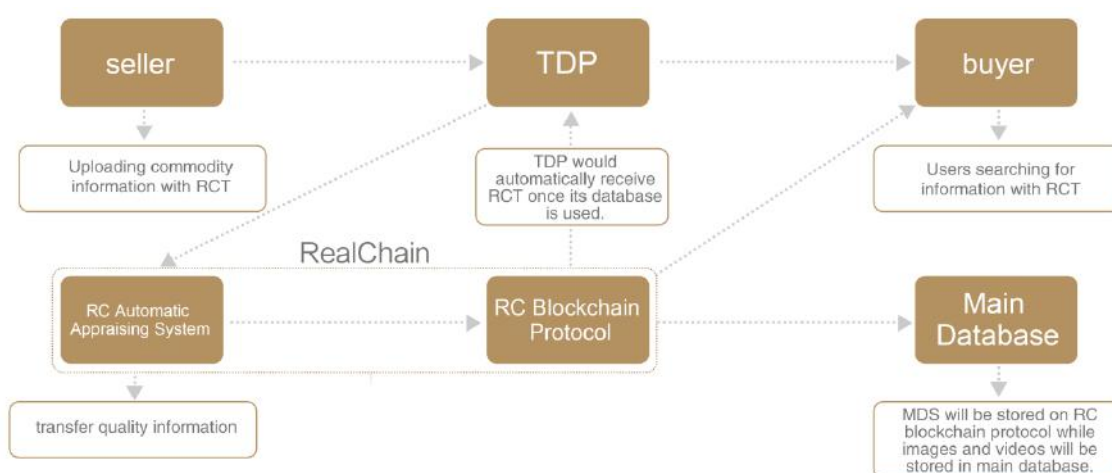 seller
TDP
buyer
Uploading commodity
information with RCT
TDP would
automatically receive
RCT once its database
is used.
Users searching for
information with RCT
RealChain
RC Automatic
Appraising System
RC Blockchain
Protocol
Main
Database
transfer quality information
MDS will be stored on RC
blockchain protocol while
images and videos will be
stored in main database.